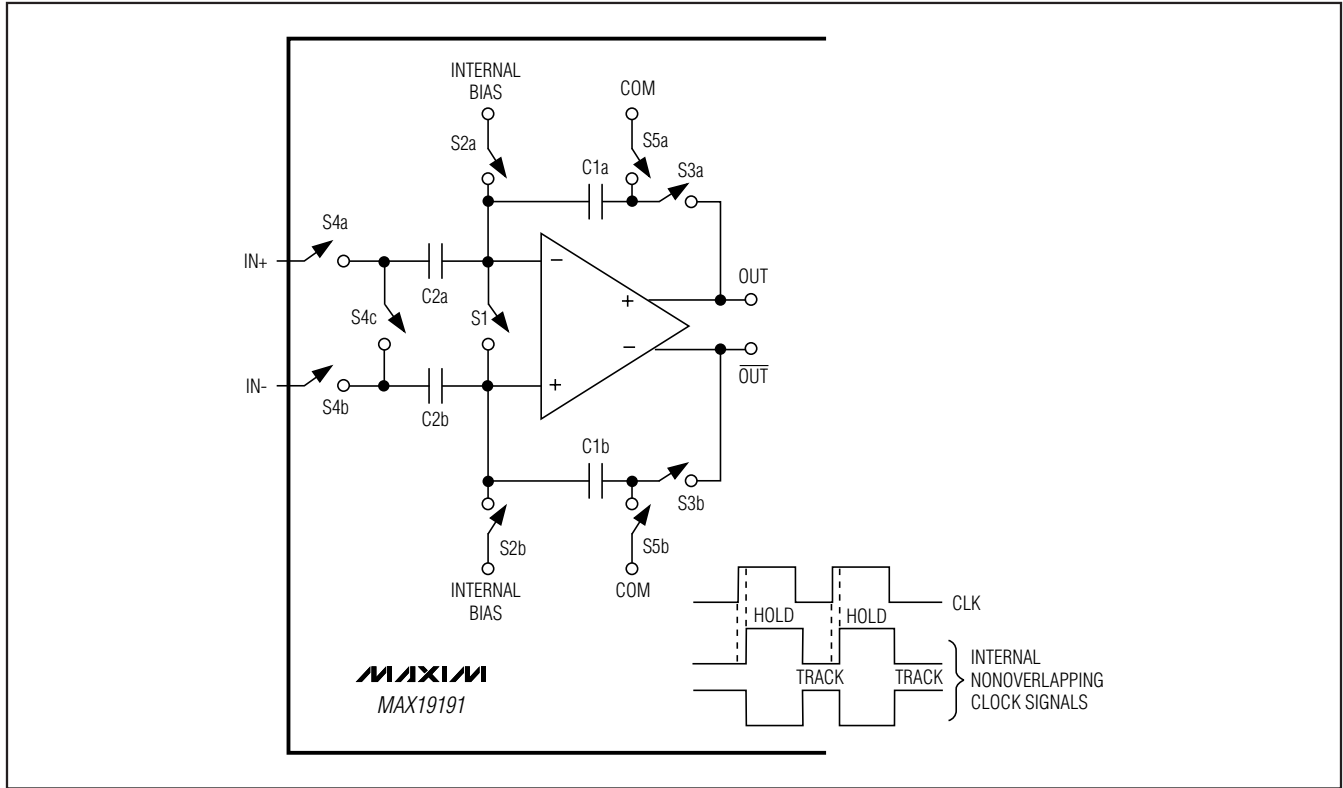 INTERNAL
BIAS
COM
S2a
S5a
C1a
S3a
S4a
IN+
−
C2a
+
OUT
S4c
S1
−
OUT
IN-
+
S4b
C2b
C1b
S3b
S2b
S5b
INTERNAL
BIAS
COM
CLK
HOLD HOLD
TRACK TRACK
INTERNAL
NONOVERLAPPING
CLOCK SIGNALS
MAXIM
MAX19191